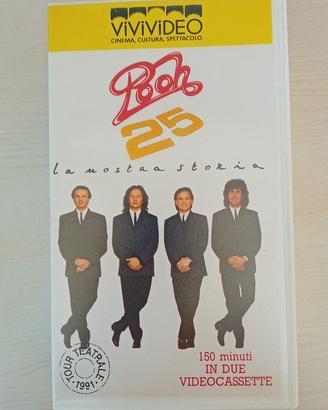 ViViViDEO
CINEMA, CULTURA, SPETTACOLO
Pooh
25
la nostra storia
TOUR TEATRALE
1991
150 minuti
IN DUE
VIDEOCASSETTE